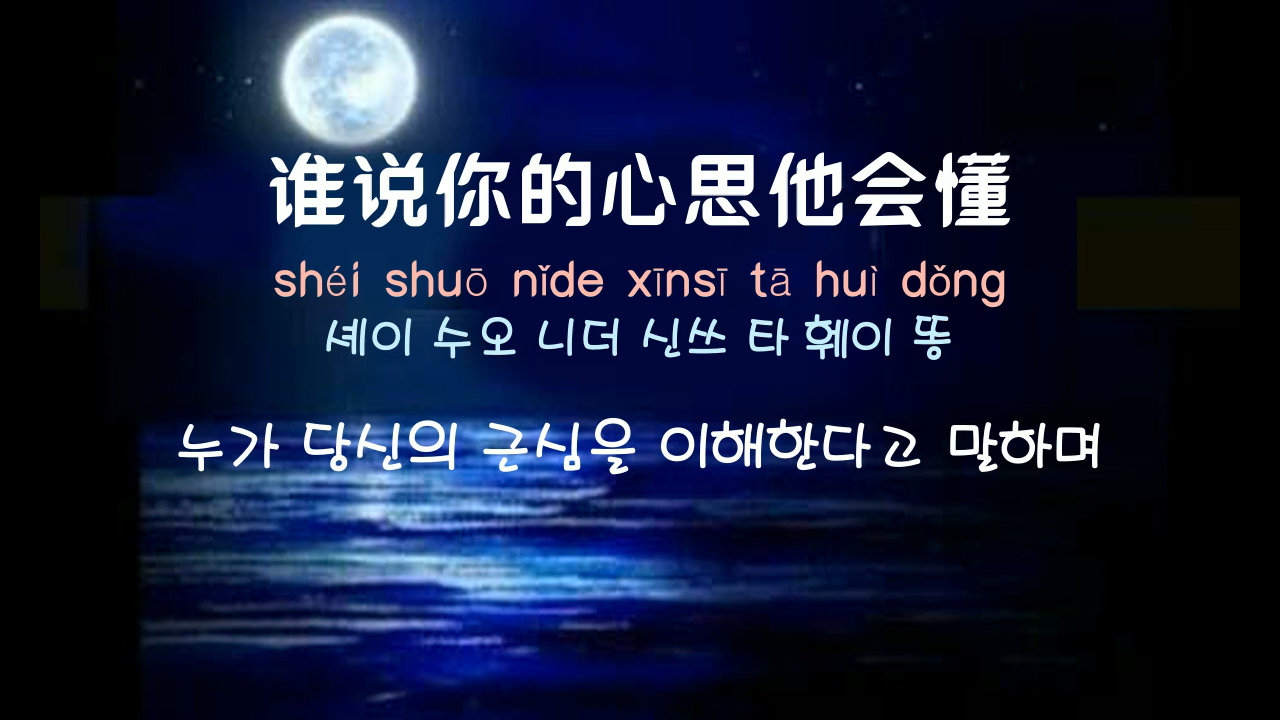 谁说你的心思他会懂
shéi shuō nǐde xīnsī tā huì dǒng
셰이 수오 니더 신쓰 타 훼이 똥
누가 당신의 근심을 이해한다고 말하며